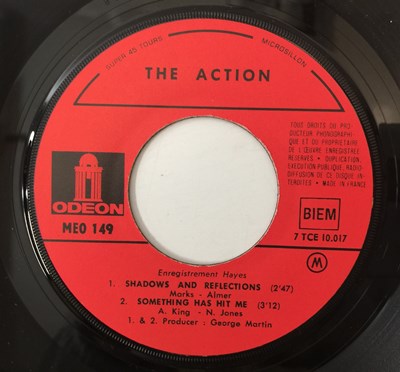 SUPER 45 TOURS MICROSILLON
THE ACTION
TOUT DROITS DE PRO-
DUCTEUR PHONOGRAPHI-
QUE ET DU PROPRIETAIRE
DE L'ŒUVRE ENREGISTREE
RESERVES • DUPLICATION,
EXECUTION PUBLIQUE, RADIO-
DIFFUSION DE CE DISQUE IN-
TERDITES • MADE IN FRANCE
ODEON
MEO 149
BIEM
7 TCE 10.017
M
Enregistrement Hayes
1. SHADOWS AND REFLECTIONS (2'47)
Marks - Almer
2. SOMETHING HAS HIT ME (3'12)
A. King - N. Jones
1. & 2. Producer : George Martin